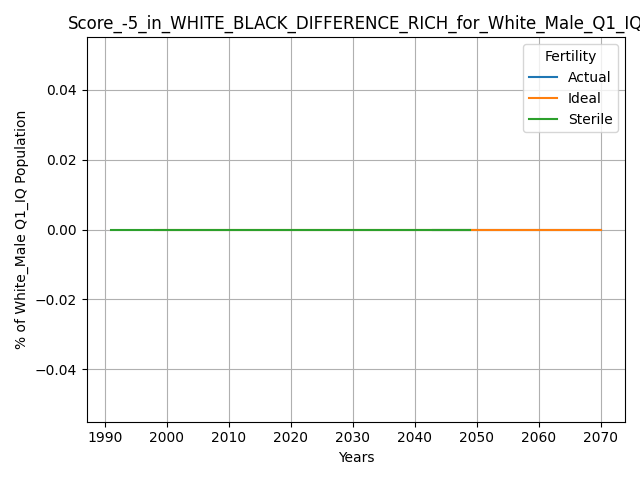 Score_-5_in_WHITE_BLACK_DIFFERENCE_RICH_for_White_Male_Q1_IQ
Fertility
Actual
Ideal
Sterile
% of White_Male Q1_IQ Population
0.04
0.02
0.00
−0.02
−0.04
1990 2000 2010 2020 2030 2040 2050 2060 2070
Years